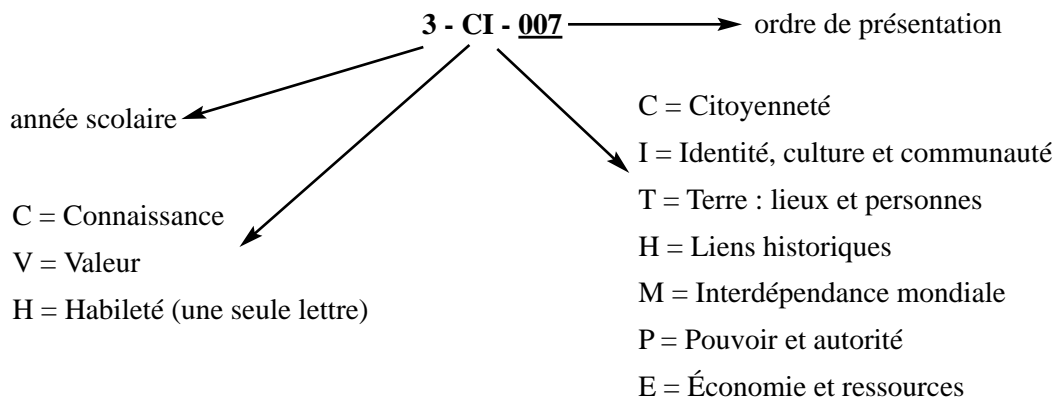 3 - CI - 007
ordre de présentation
année scolaire
C = Connaissance
V = Valeur
H = Habileté (une seule lettre)
C = Citoyenneté
I = Identité, culture et communauté
T = Terre : lieux et personnes
H = Liens historiques
M = Interdépendance mondiale
P = Pouvoir et autorité
E = Économie et ressources